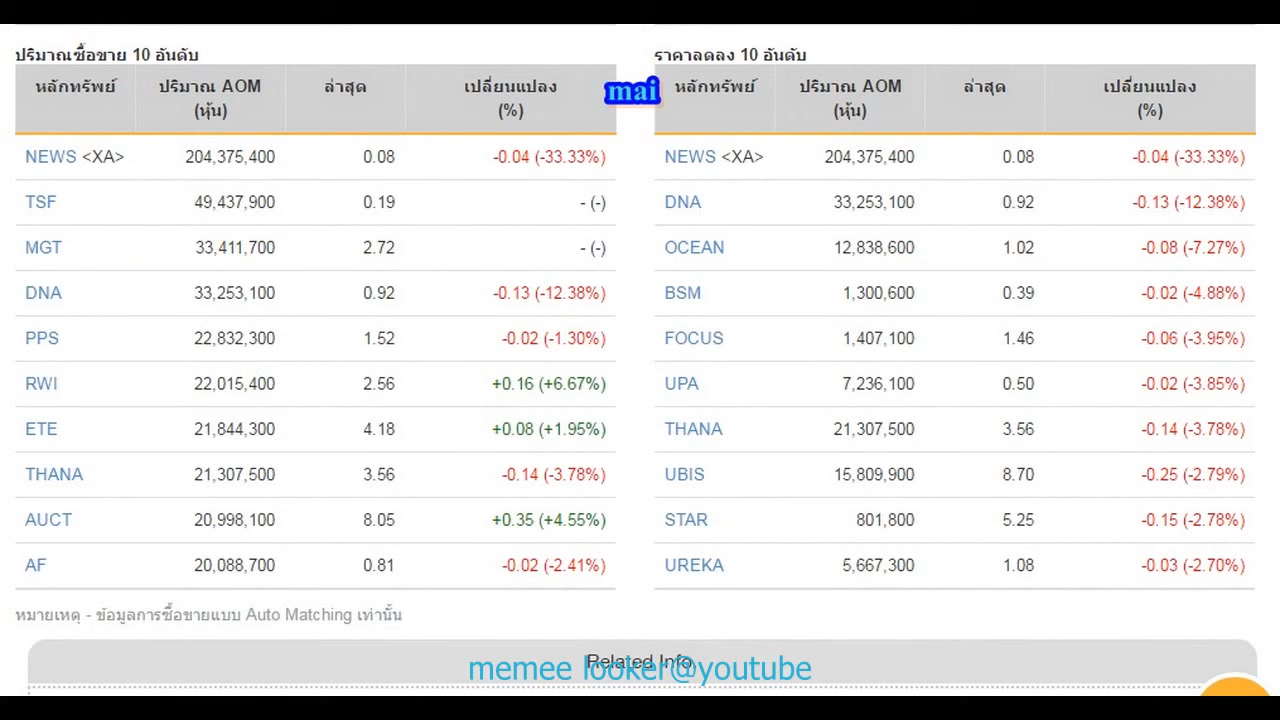 ปริมาณซื้อขาย 10 อันดับ
หลักทรัพย์ ปริมาณ AOM (หุ้น) ล่าสุด เปลี่ยนแปลง (%)
NEWS <XA> 204,375,400 0.08 -0.04 (-33.33%)
TSF 49,437,900 0.19 - (-)
MGT 33,411,700 2.72 - (-)
DNA 33,253,100 0.92 -0.13 (-12.38%)
PPS 22,832,300 1.52 -0.02 (-1.30%)
RWI 22,015,400 2.56 +0.16 (+6.67%)
ETE 21,844,300 4.18 +0.08 (+1.95%)
THANA 21,307,500 3.56 -0.14 (-3.78%)
AUCT 20,998,100 8.05 +0.35 (+4.55%)
AF 20,088,700 0.81 -0.02 (-2.41%)
mai
ราคาลดลง 10 อันดับ
หลักทรัพย์ ปริมาณ AOM (หุ้น) ล่าสุด เปลี่ยนแปลง (%)
NEWS <XA> 204,375,400 0.08 -0.04 (-33.33%)
DNA 33,253,100 0.92 -0.13 (-12.38%)
OCEAN 12,838,600 1.02 -0.08 (-7.27%)
BSM 1,300,600 0.39 -0.02 (-4.88%)
FOCUS 1,407,100 1.46 -0.06 (-3.95%)
UPA 7,236,100 0.50 -0.02 (-3.85%)
THANA 21,307,500 3.56 -0.14 (-3.78%)
UBIS 15,809,900 8.70 -0.25 (-2.79%)
STAR 801,800 5.25 -0.15 (-2.78%)
UREKA 5,667,300 1.08 -0.03 (-2.70%)
หมายเหตุ - ข้อมูลการซื้อขายแบบ Auto Matching เท่านั้น
Related Info
memee looker@youtube